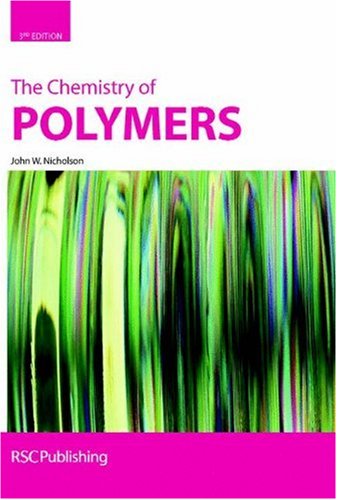 3RD EDITION
The Chemistry of
POLYMERS
John W. Nicholson
RSCPublishing